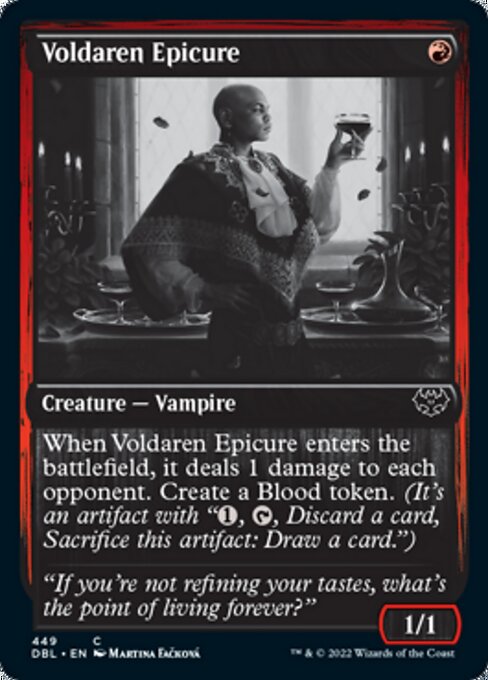 Voldaren Epicure
Creature — Vampire
When Voldaren Epicure enters the
battlefield, it deals 1 damage to each
opponent. Create a Blood token. (It's
an artifact with “1, T, Discard a card,
Sacrifice this artifact: Draw a card.”)
“If you're not refining your tastes, what's
the point of living forever?”
1/1
449 C
DBL • EN Martina Fačková
™ & © 2022 Wizards of the Coast